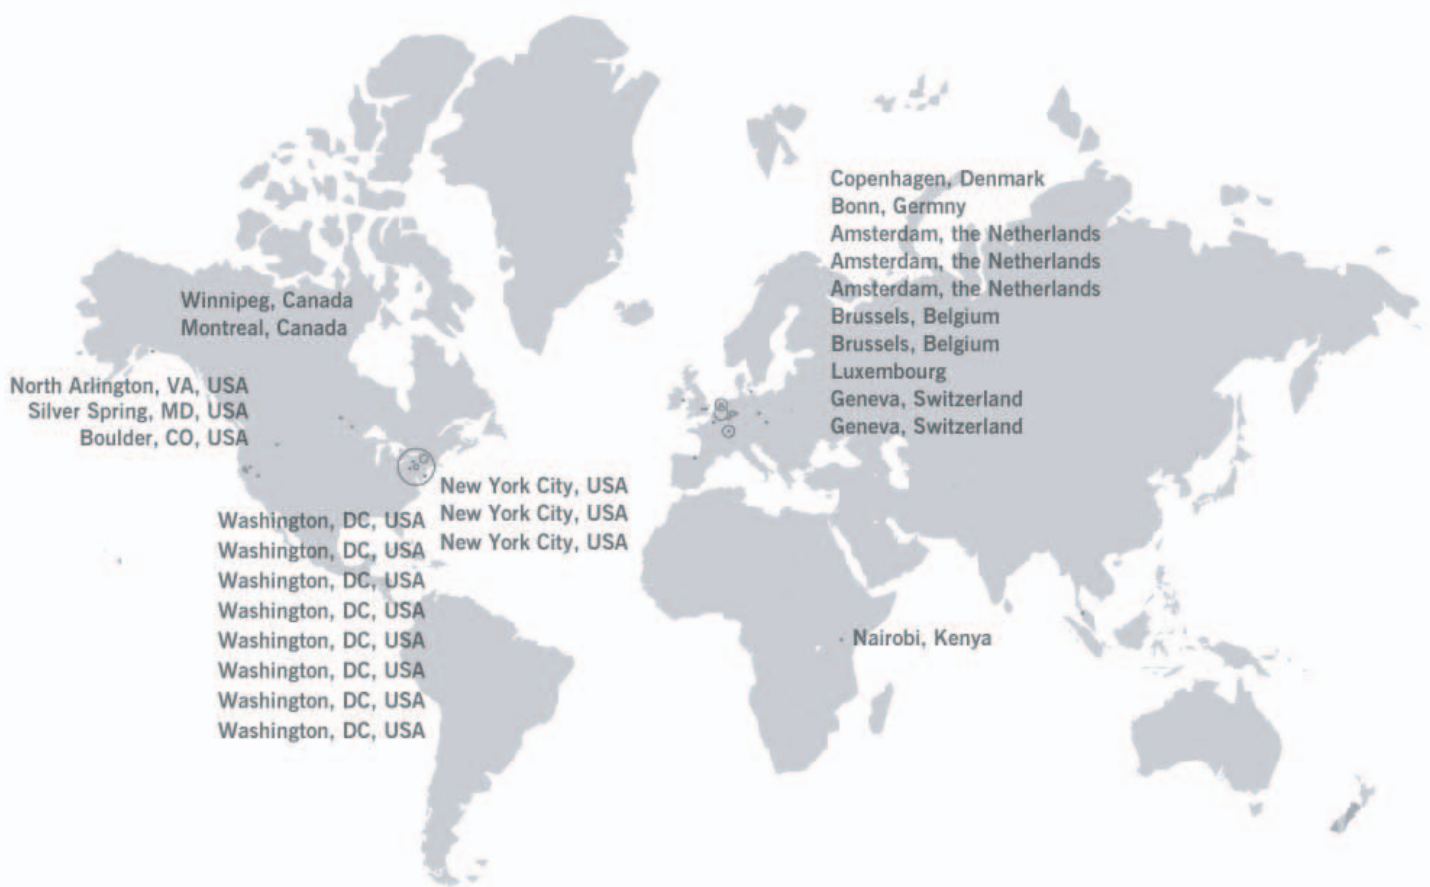 Copenhagen, Denmark
Bonn, Germny
Amsterdam, the Netherlands
Amsterdam, the Netherlands
Amsterdam, the Netherlands
Brussels, Belgium
Brussels, Belgium
Luxembourg
Geneva, Switzerland
Geneva, Switzerland
Winnipeg, Canada
Montreal, Canada
North Arlington, VA, USA
Silver Spring, MD, USA
Boulder, CO, USA
New York City, USA
New York City, USA
New York City, USA
Washington, DC, USA
Washington, DC, USA
Washington, DC, USA
Washington, DC, USA
Washington, DC, USA
Washington, DC, USA
Washington, DC, USA
Washington, DC, USA
Nairobi, Kenya